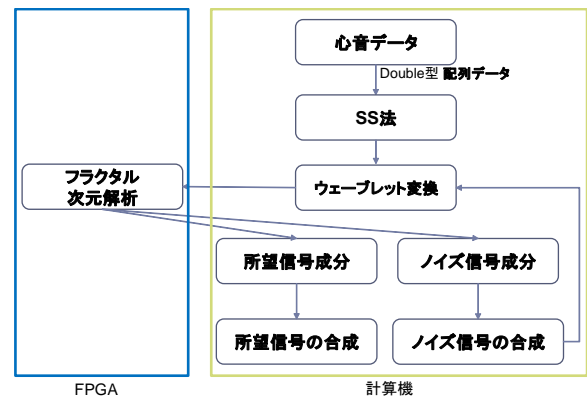 心音データ
Double型 配列データ
SS法
フラクタル
次元解析
ウェーブレット変換
所望信号成分
ノイズ信号成分
所望信号の合成
ノイズ信号の合成
FPGA
計算機